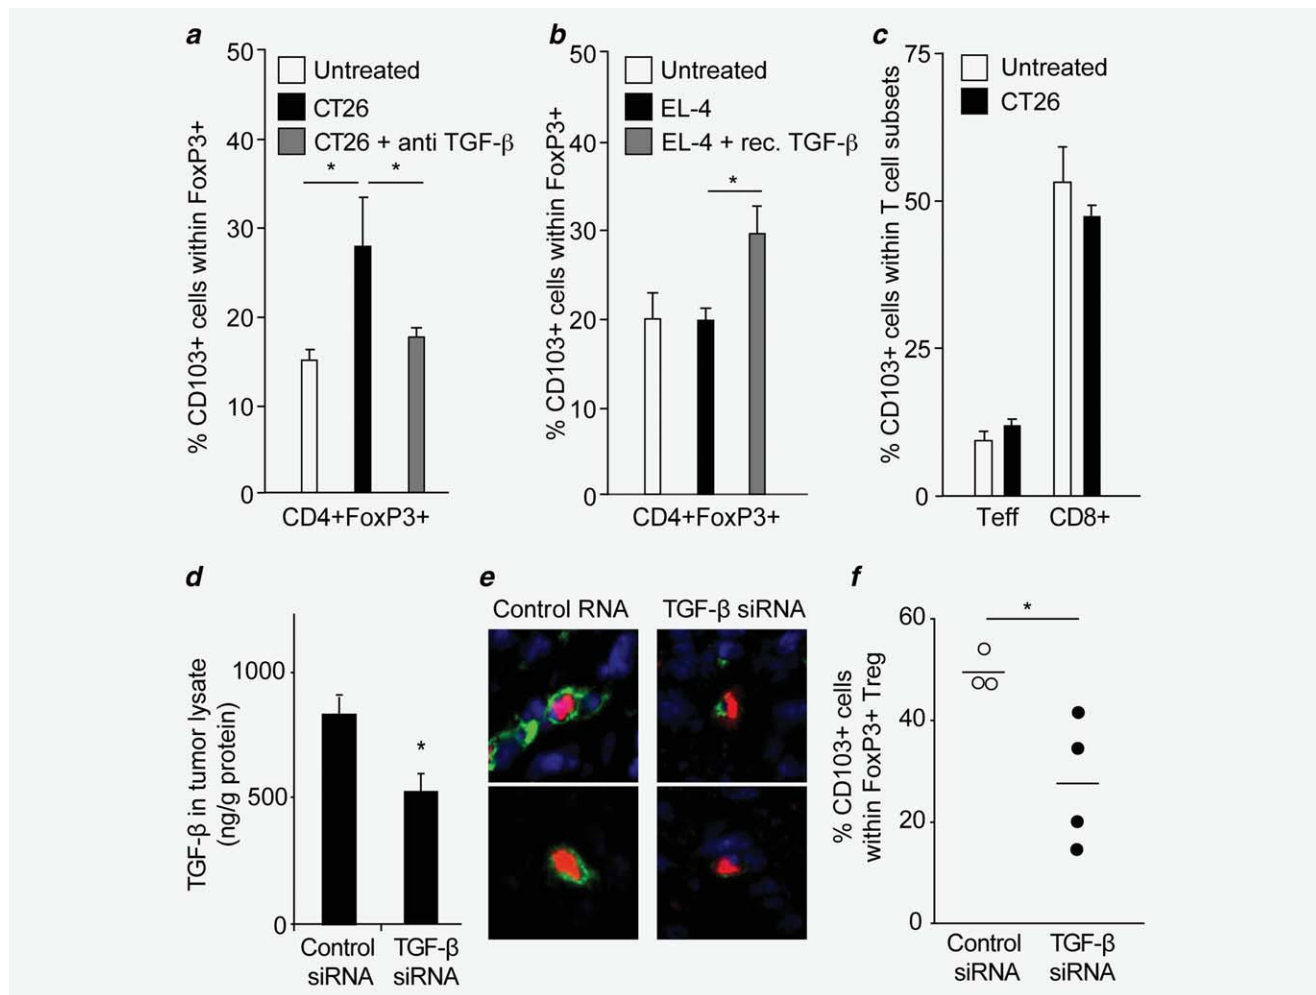 a
50
40
30
20
10
0
% CD103+ cells within FoxP3+
Untreated
CT26
CT26 + anti TGF-β
*
*
CD4+FoxP3+
b
50
40
30
20
10
0
% CD103+ cells within FoxP3+
Untreated
EL-4
EL-4 + rec. TGF-β
*
CD4+FoxP3+
c
75
50
25
0
% CD103+ cells within T cell subsets
Untreated
CT26
Teff
CD8+
d
TGF-β in tumor lysate
(ng/g protein)
1000
500
0
*
Control
siRNA
TGF-β
siRNA
e
Control RNA
TGF-β siRNA
f
% CD103+ cells
within FoxP3+ Treg
60
40
20
0
*
Control
siRNA
TGF-β
siRNA